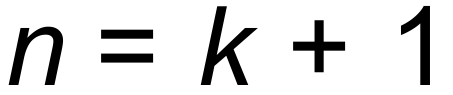 n = k + 1